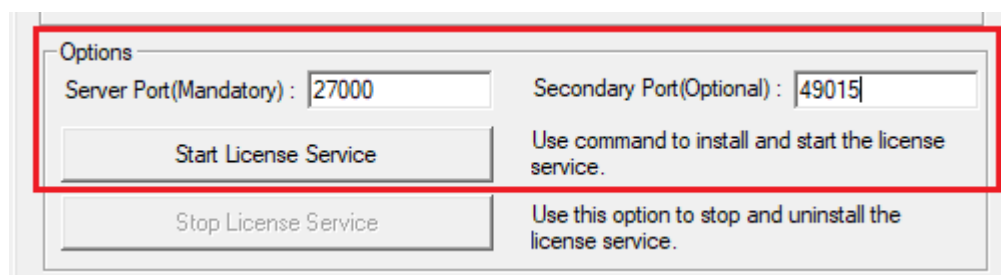 Options
Server Port(Mandatory) : 27000
Secondary Port(Optional) : 49015
Start License Service
Use command to install and start the license
service.
Stop License Service
Use this option to stop and uninstall the
license service.